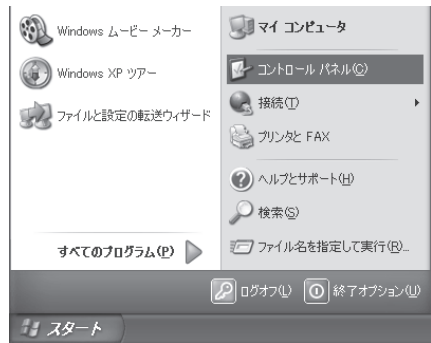 Windows ムービー メーカー
Windows XP ツアー
ファイルと設定の転送ウィザード
すべてのプログラム(P)
マイ コンピュータ
コントロール パネル(C)
接続(T)
プリンタと FAX
ヘルプとサポート(H)
検索(S)
ファイル名を指定して実行(R)...
ログオフ(L)
終了オプション(U)
スタート